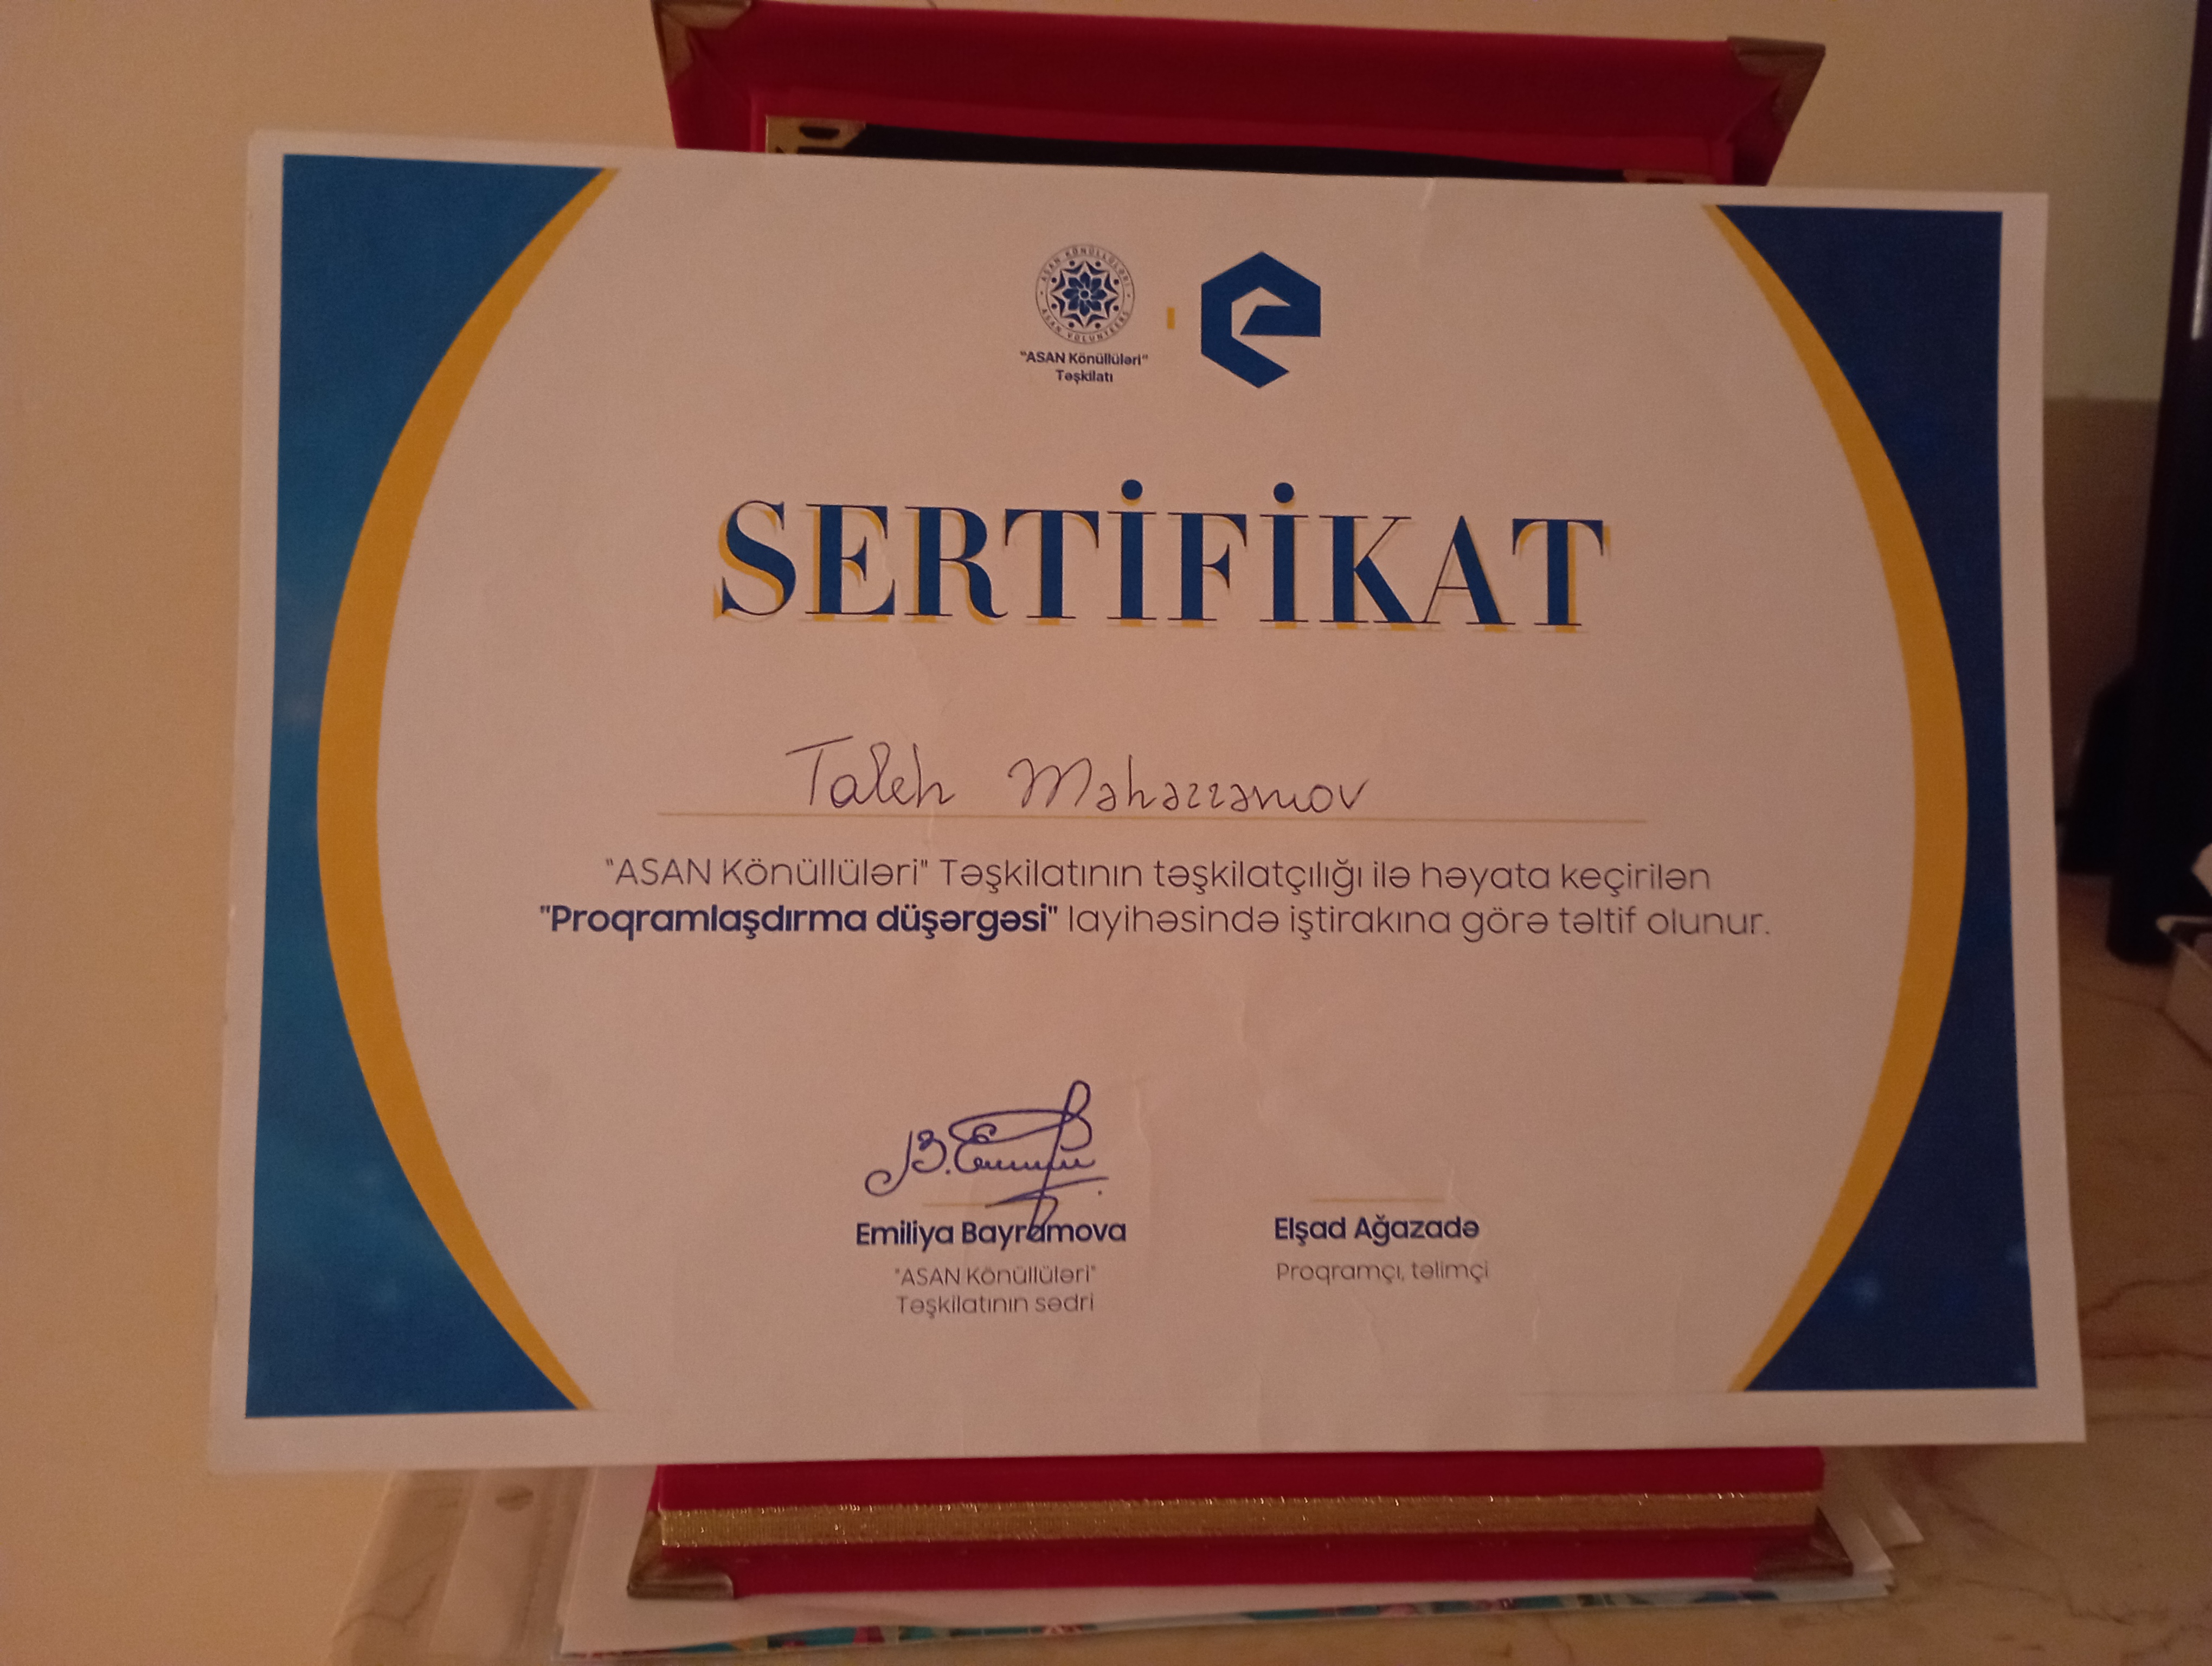 ASAN KÖNÜLLÜLƏRİ
ASAN VOLUNTEERS
"ASAN Könüllüləri"
Təşkilatı
SERTİFİKAT
Taleh Məhəzzəmov
"ASAN Könüllüləri" Təşkilatının təşkilatçılığı ilə həyata keçirilən
"Proqramlaşdırma düşərgəsi" layihəsində iştirakına görə təltif olunur.
Emiliya Bayramova
"ASAN Könüllüləri"
Təşkilatının sədri
Elşad Ağazadə
Proqramçı, təlimçi